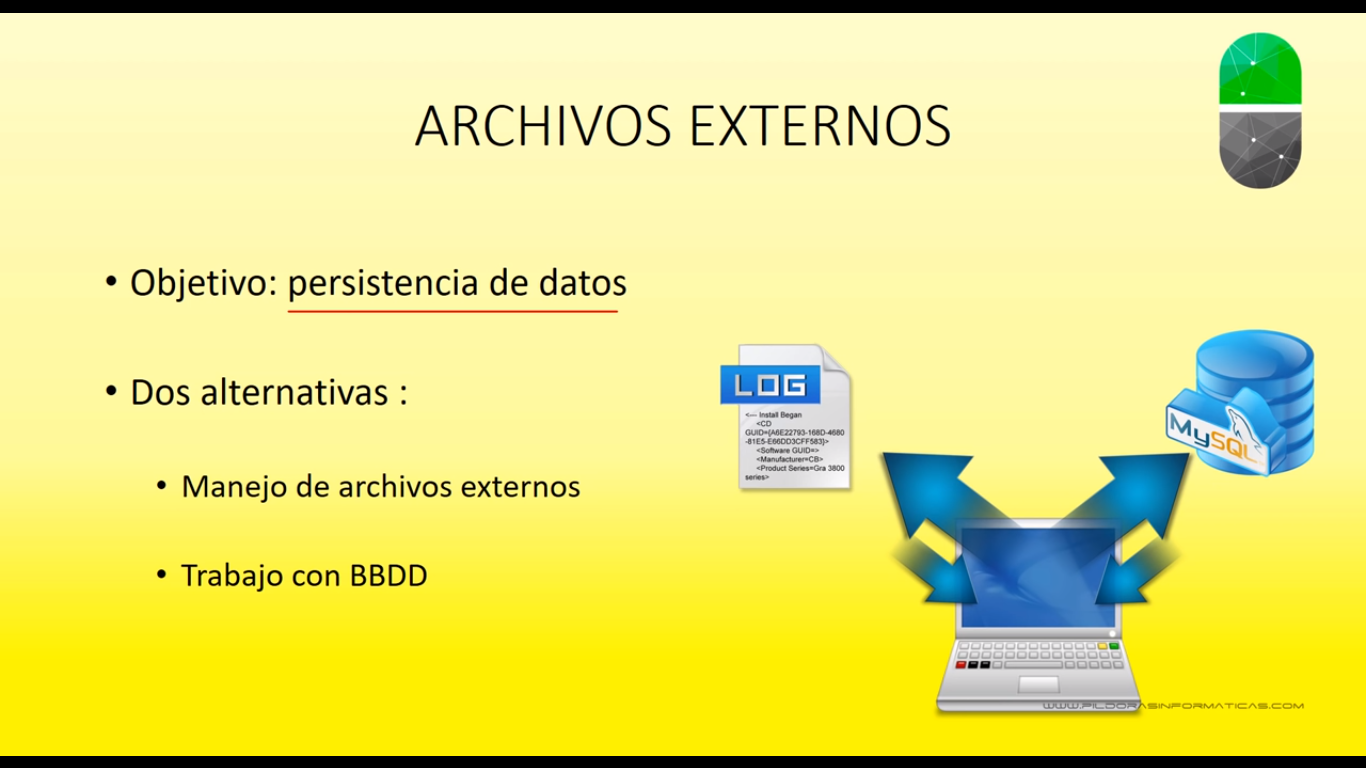 ARCHIVOS EXTERNOS
• Objetivo: persistencia de datos
• Dos alternativas :
• Manejo de archivos externos
• Trabajo con BBDD
LOG
<--- Install Began
<CD
GUID={A6E22793-168D-4680
-81E5-E66DD3CFF583}>
<Software GUID=>
<Manufacturer=CB>
<Product Series=Gra 3800
series>
MySQL
WWW.PILDORASINFORMATICAS.COM